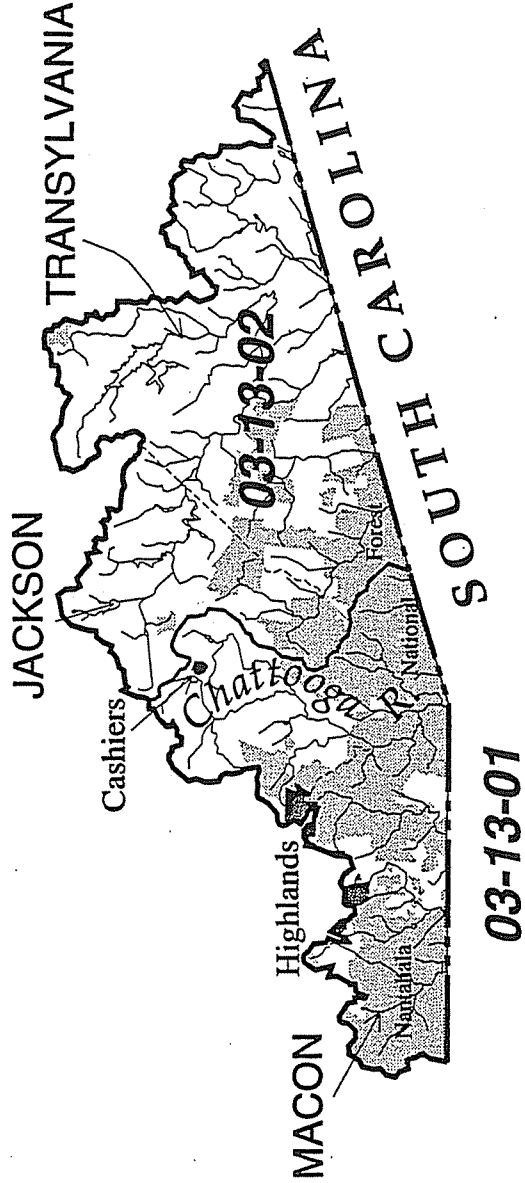 TRANSYLVANIA
JACKSON
Cashiers
Chattooga R.
03-13-02
Highlands
MACON
Nantahala
National
Forest
SOUTH CAROLINA
03-13-01